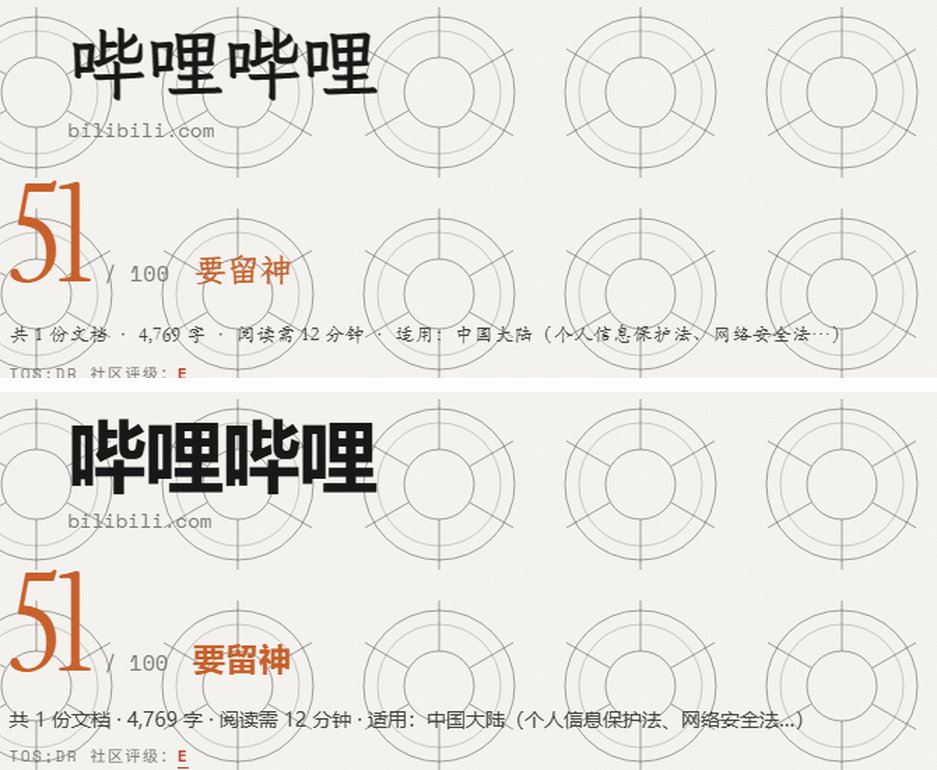 哔哩哔哩
bilibili.com
51 / 100 要留神
共 1 份文档 · 4,769 字 · 阅读需 12 分钟 · 适用：中国大陆（个人信息保护法、网络安全法…）
TOS;DR 社区评级：E
哔哩哔哩
bilibili.com
51 / 100 要留神
共 1 份文档 · 4,769 字 · 阅读需 12 分钟 · 适用：中国大陆（个人信息保护法、网络安全法…）
TOS;DR 社区评级：E